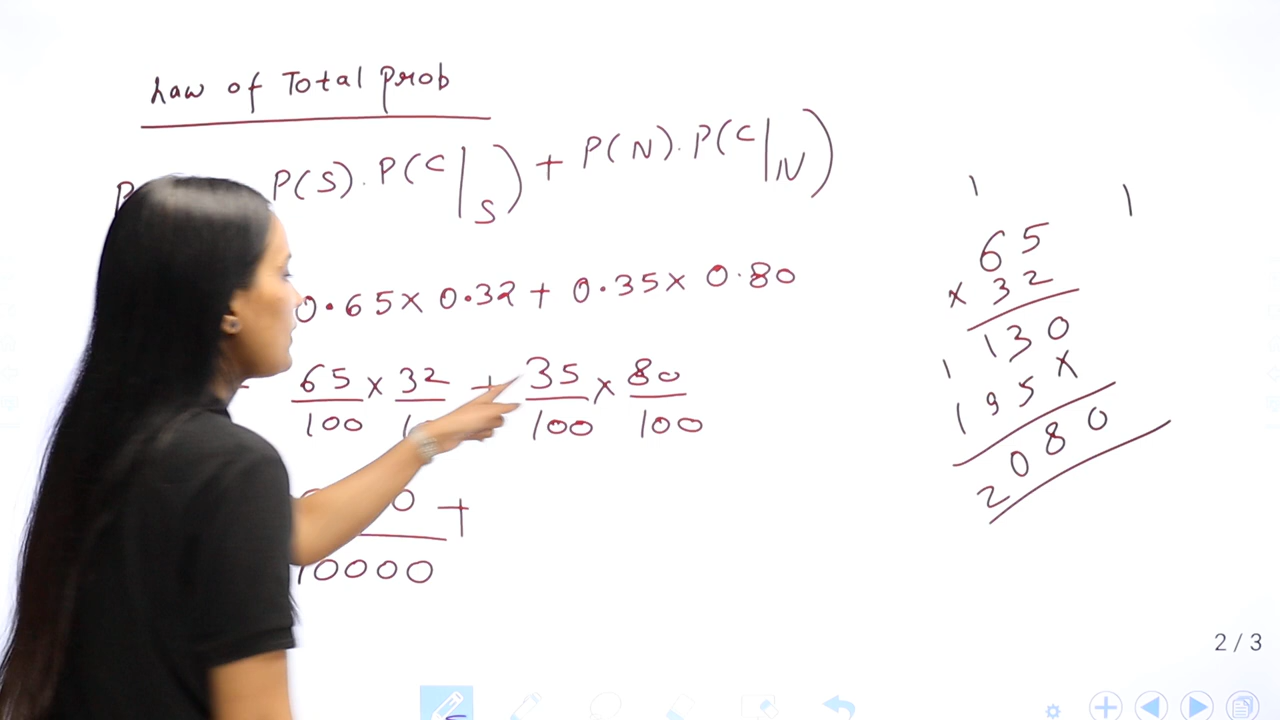 Law of Total Prob
P(S). P(C/S) + P(N). P(C/N)
0.65 × 0.32 + 0.35 × 0.80
65/100 × 32/ + 35/100 × 80/100
+
10000
1 1
65
× 32
130
1
195×
2080
2 / 3